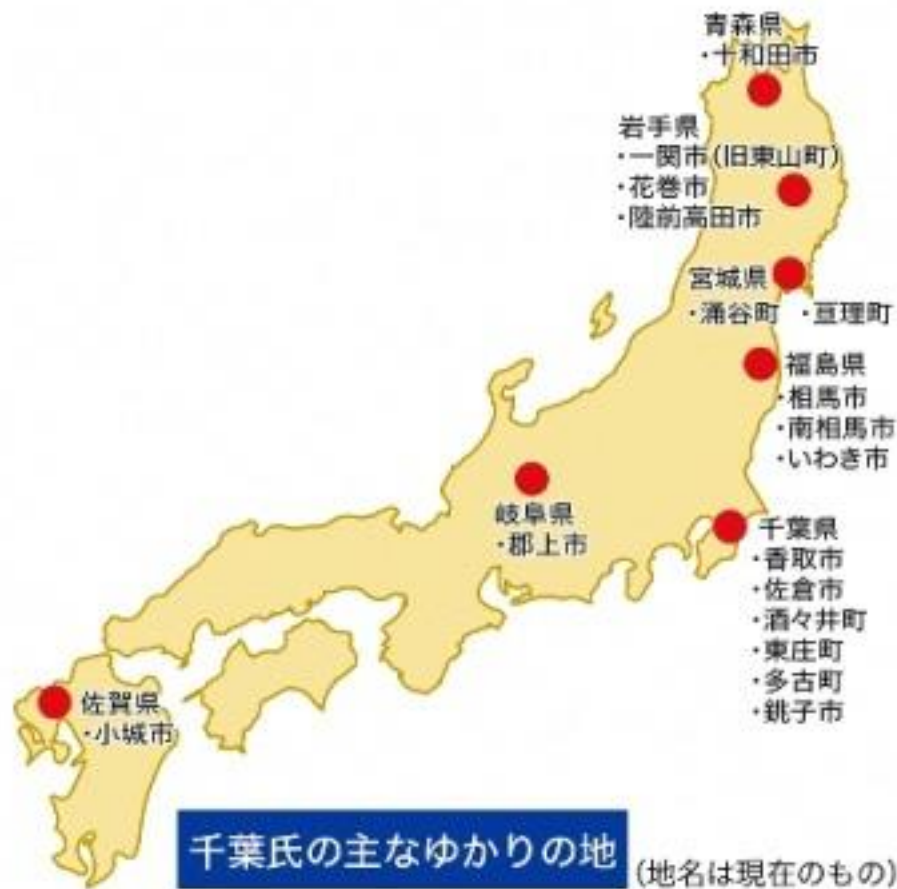 青森県
・十和田市
岩手県
・一関市(旧東山町)
・花巻市
・陸前高田市
宮城県
・涌谷町 ・亘理町
福島県
・相馬市
・南相馬市
・いわき市
岐阜県
・郡上市
千葉県
・香取市
・佐倉市
・酒々井町
・東庄町
・多古町
・銚子市
佐賀県
・小城市
千葉氏の主なゆかりの地
(地名は現在のもの)